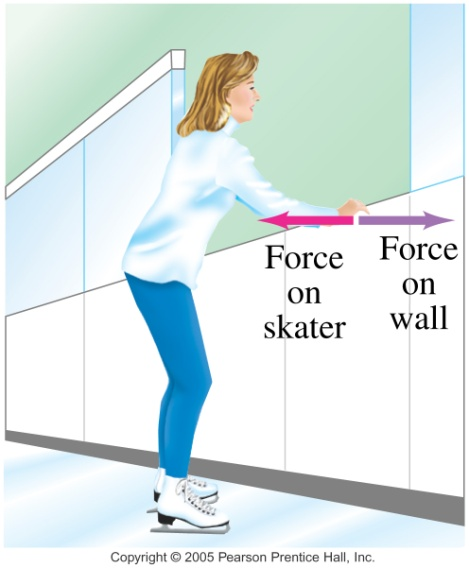 Force
on
skater
Force
on
wall
Copyright © 2005 Pearson Prentice Hall, Inc.